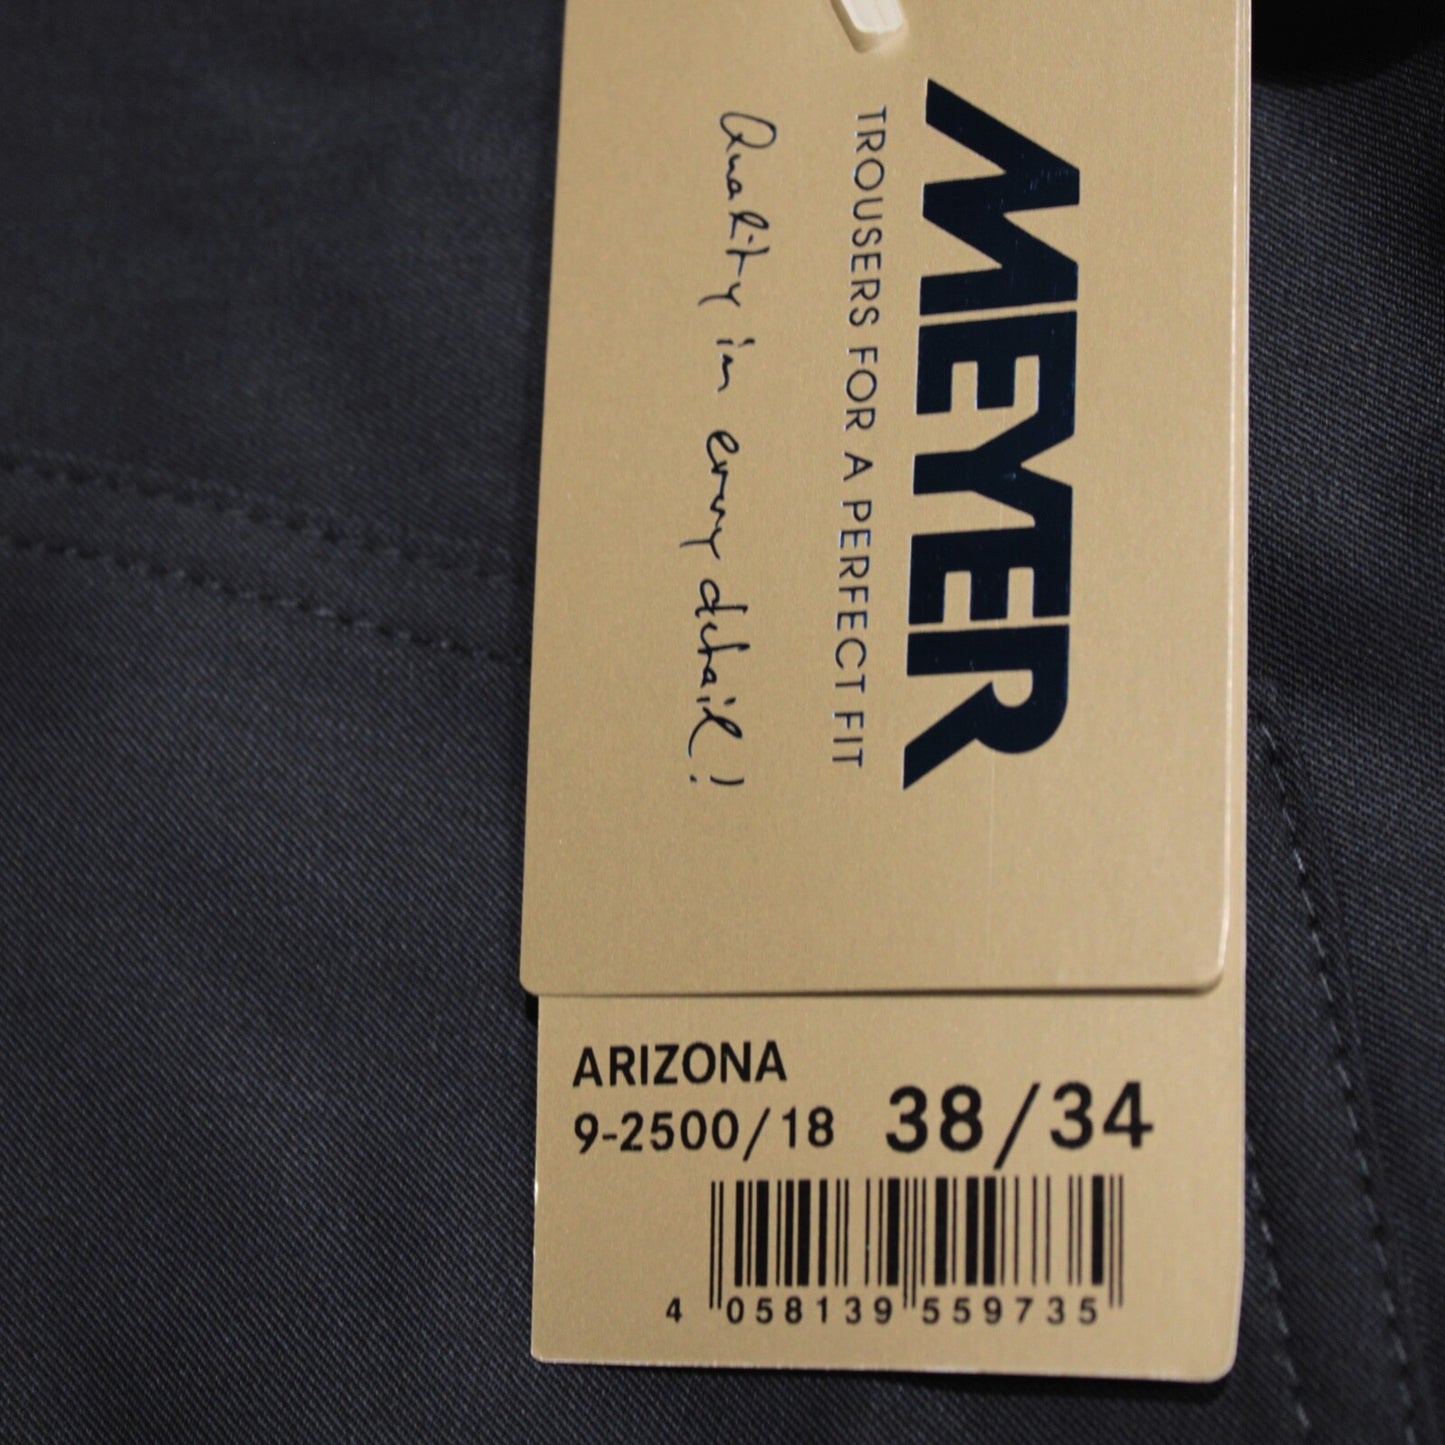 MEYER
TROUSERS FOR A PERFECT FIT
Quality in every detail!
ARIZONA
9-2500/18 38/34
4 058139 559735